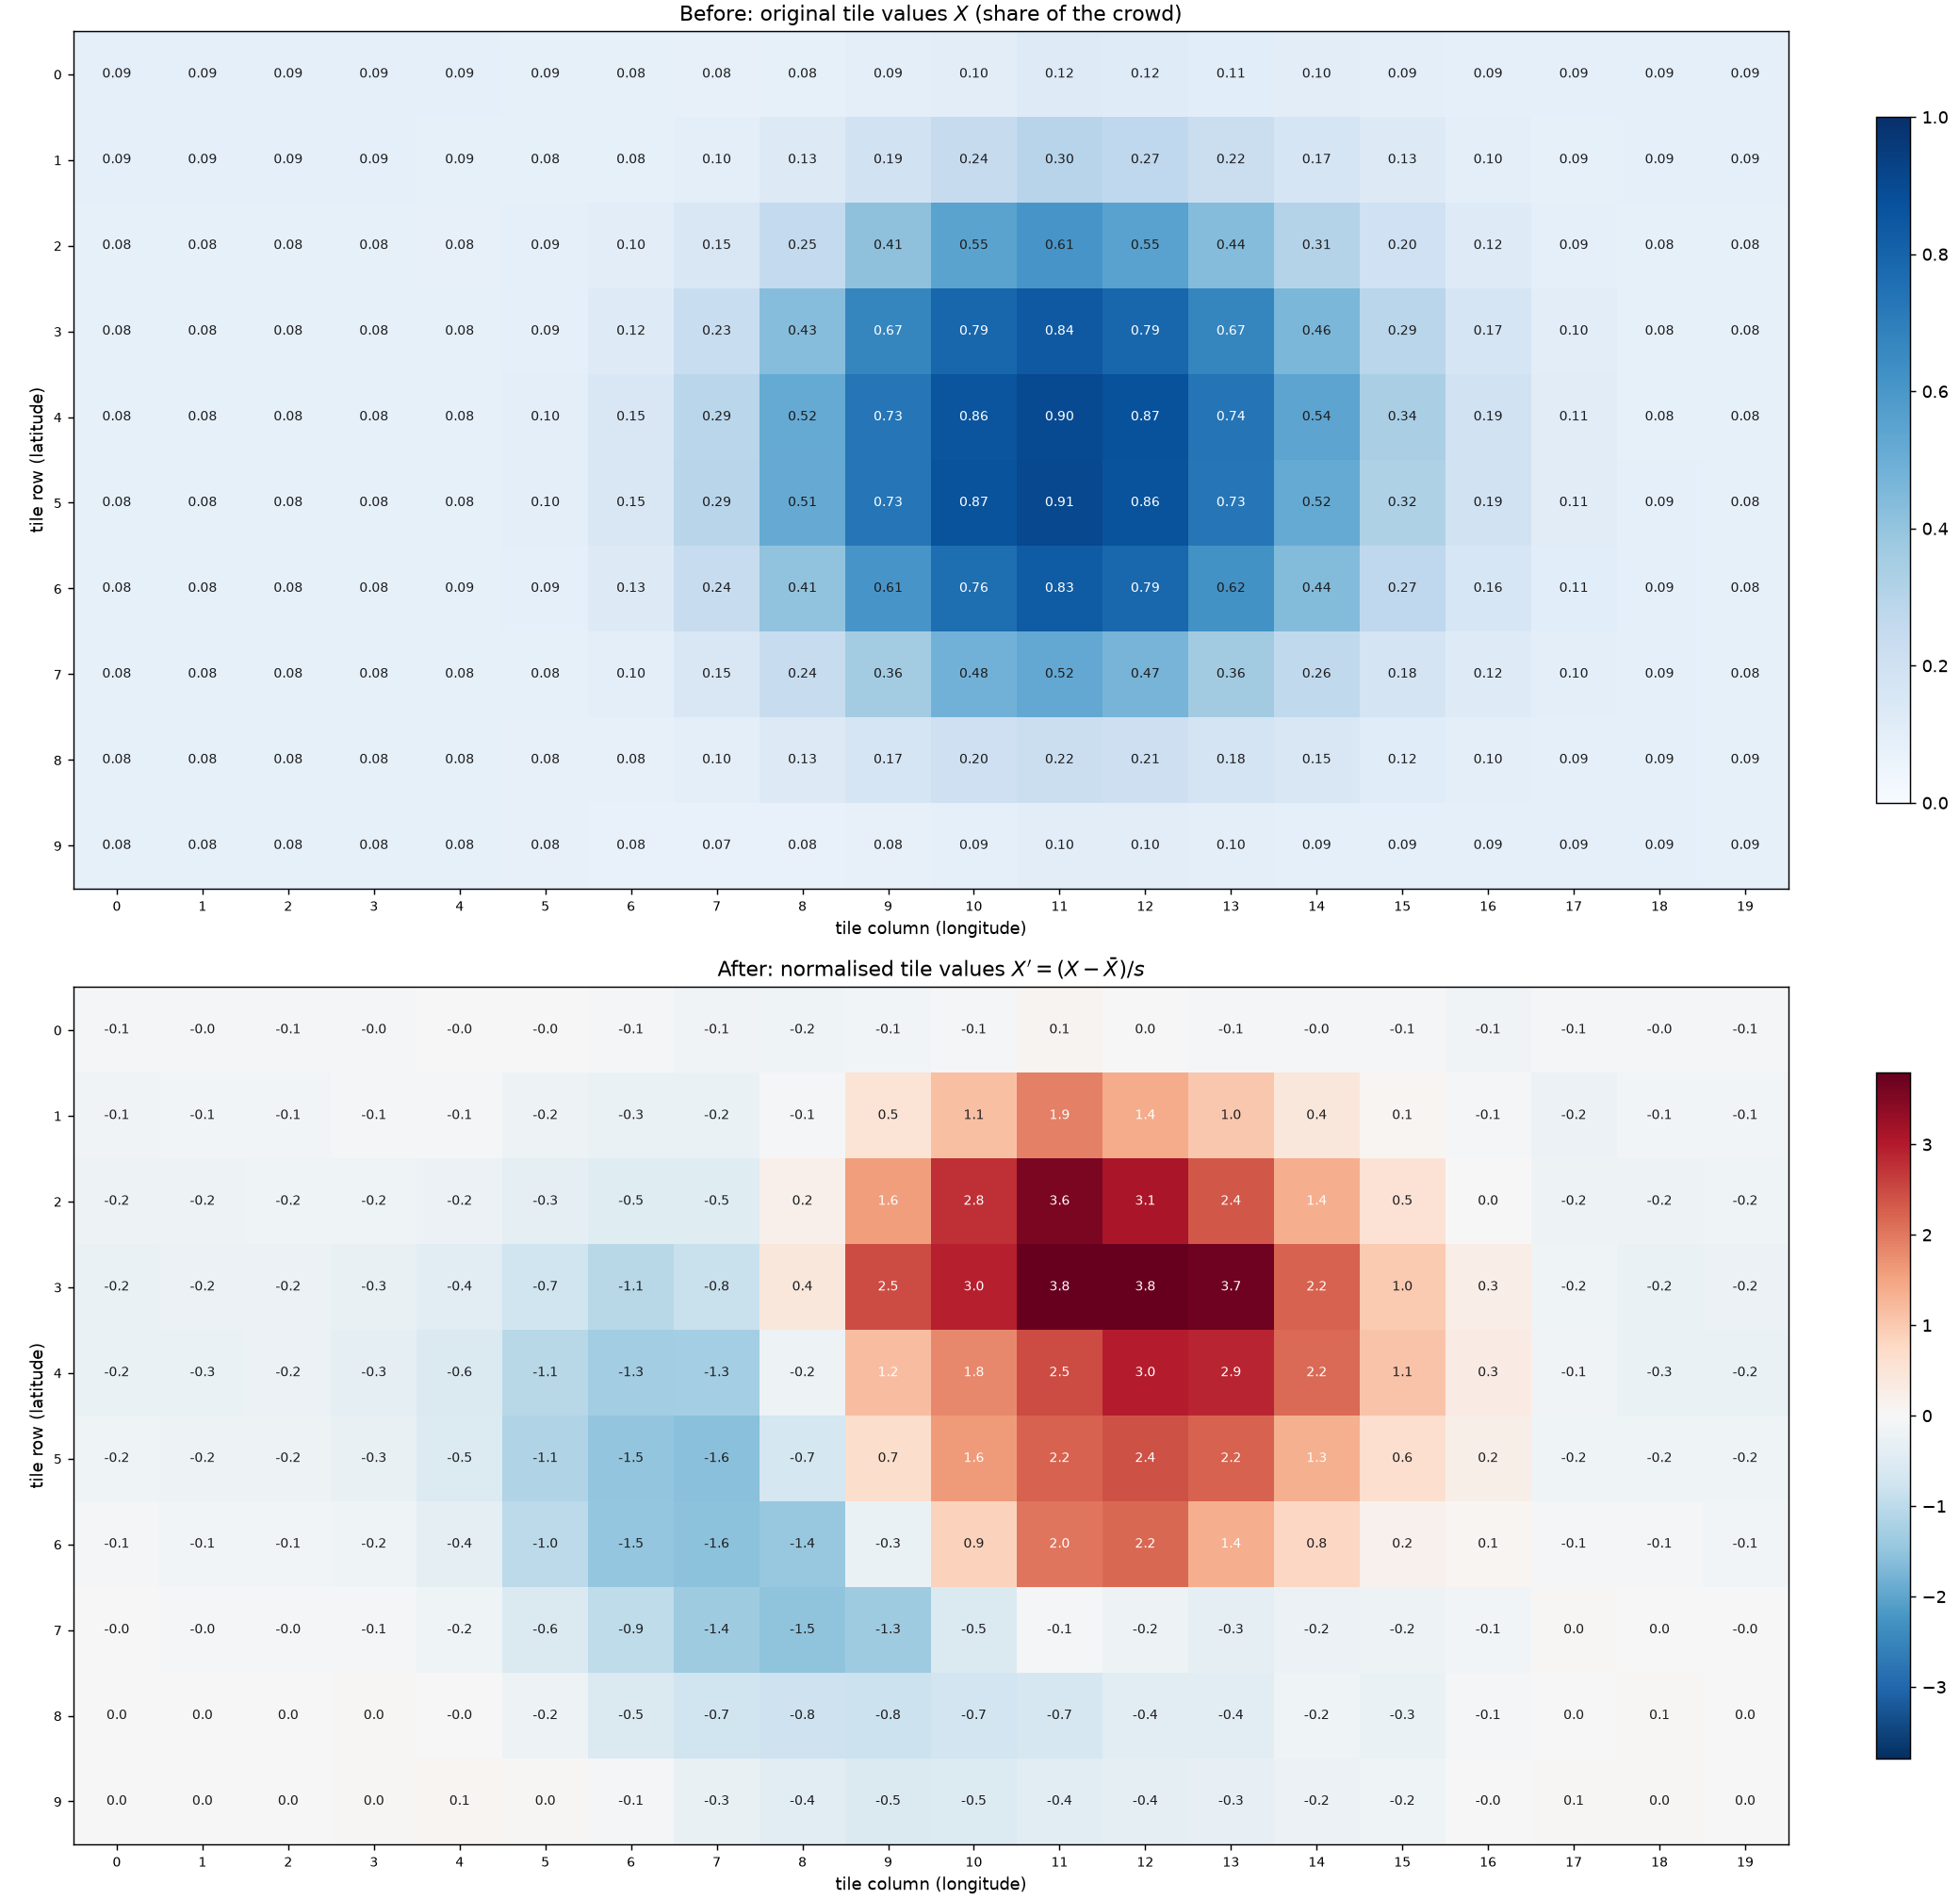 Before: original tile values X (share of the crowd)
0 0.09 0.09 0.09 0.09 0.09 0.09 0.08 0.08 0.08 0.09 0.10 0.12 0.12 0.11 0.10 0.09 0.09 0.09 0.09 0.09
1 0.09 0.09 0.09 0.09 0.09 0.08 0.08 0.10 0.13 0.19 0.24 0.30 0.27 0.22 0.17 0.13 0.10 0.09 0.09 0.09
2 0.08 0.08 0.08 0.08 0.08 0.09 0.10 0.15 0.25 0.41 0.55 0.61 0.55 0.44 0.31 0.20 0.12 0.09 0.08 0.08
3 0.08 0.08 0.08 0.08 0.08 0.09 0.12 0.23 0.43 0.67 0.79 0.84 0.79 0.67 0.46 0.29 0.17 0.10 0.08 0.08
4 0.08 0.08 0.08 0.08 0.08 0.10 0.15 0.29 0.52 0.73 0.86 0.90 0.87 0.74 0.54 0.34 0.19 0.11 0.08 0.08
5 0.08 0.08 0.08 0.08 0.08 0.10 0.15 0.29 0.51 0.73 0.87 0.91 0.86 0.73 0.52 0.32 0.19 0.11 0.09 0.08
6 0.08 0.08 0.08 0.08 0.09 0.09 0.13 0.24 0.41 0.61 0.76 0.83 0.79 0.62 0.44 0.27 0.16 0.11 0.09 0.08
7 0.08 0.08 0.08 0.08 0.08 0.08 0.10 0.15 0.24 0.36 0.48 0.52 0.47 0.36 0.26 0.18 0.12 0.10 0.09 0.08
8 0.08 0.08 0.08 0.08 0.08 0.08 0.08 0.10 0.13 0.17 0.20 0.22 0.21 0.18 0.15 0.12 0.10 0.09 0.09 0.09
9 0.08 0.08 0.08 0.08 0.08 0.08 0.08 0.07 0.08 0.08 0.09 0.10 0.10 0.10 0.09 0.09 0.09 0.09 0.09 0.09
0 1 2 3 4 5 6 7 8 9 10 11 12 13 14 15 16 17 18 19
tile column (longitude)
tile row (latitude)
1.0
0.8
0.6
0.4
0.2
0.0
After: normalised tile values X′ = (X − X̄)/s
0 -0.1 -0.0 -0.1 -0.0 -0.0 -0.0 -0.1 -0.1 -0.2 -0.1 -0.1 0.1 0.0 -0.1 -0.0 -0.1 -0.1 -0.1 -0.0 -0.1
1 -0.1 -0.1 -0.1 -0.1 -0.1 -0.2 -0.3 -0.2 -0.1 0.5 1.1 1.9 1.4 1.0 0.4 0.1 -0.1 -0.2 -0.1 -0.1
2 -0.2 -0.2 -0.2 -0.2 -0.2 -0.3 -0.5 -0.5 0.2 1.6 2.8 3.6 3.1 2.4 1.4 0.5 0.0 -0.2 -0.2 -0.2
3 -0.2 -0.2 -0.2 -0.3 -0.4 -0.7 -1.1 -0.8 0.4 2.5 3.0 3.8 3.8 3.7 2.2 1.0 0.3 -0.2 -0.2 -0.2
4 -0.2 -0.3 -0.2 -0.3 -0.6 -1.1 -1.3 -1.3 -0.2 1.2 1.8 2.5 3.0 2.9 2.2 1.1 0.3 -0.1 -0.3 -0.2
5 -0.2 -0.2 -0.2 -0.3 -0.5 -1.1 -1.5 -1.6 -0.7 0.7 1.6 2.2 2.4 2.2 1.3 0.6 0.2 -0.2 -0.2 -0.2
6 -0.1 -0.1 -0.1 -0.2 -0.4 -1.0 -1.5 -1.6 -1.4 -0.3 0.9 2.0 2.2 1.4 0.8 0.2 0.1 -0.1 -0.1 -0.1
7 -0.0 -0.0 -0.0 -0.1 -0.2 -0.6 -0.9 -1.4 -1.5 -1.3 -0.5 -0.1 -0.2 -0.3 -0.2 -0.2 -0.1 0.0 0.0 -0.0
8 0.0 0.0 0.0 0.0 -0.0 -0.2 -0.5 -0.7 -0.8 -0.8 -0.7 -0.7 -0.4 -0.4 -0.2 -0.3 -0.1 0.0 0.1 0.0
9 0.0 0.0 0.0 0.0 0.1 0.0 -0.1 -0.3 -0.4 -0.5 -0.5 -0.4 -0.4 -0.3 -0.2 -0.2 -0.0 0.1 0.0 0.0
0 1 2 3 4 5 6 7 8 9 10 11 12 13 14 15 16 17 18 19
tile column (longitude)
tile row (latitude)
3
2
1
0
−1
−2
−3